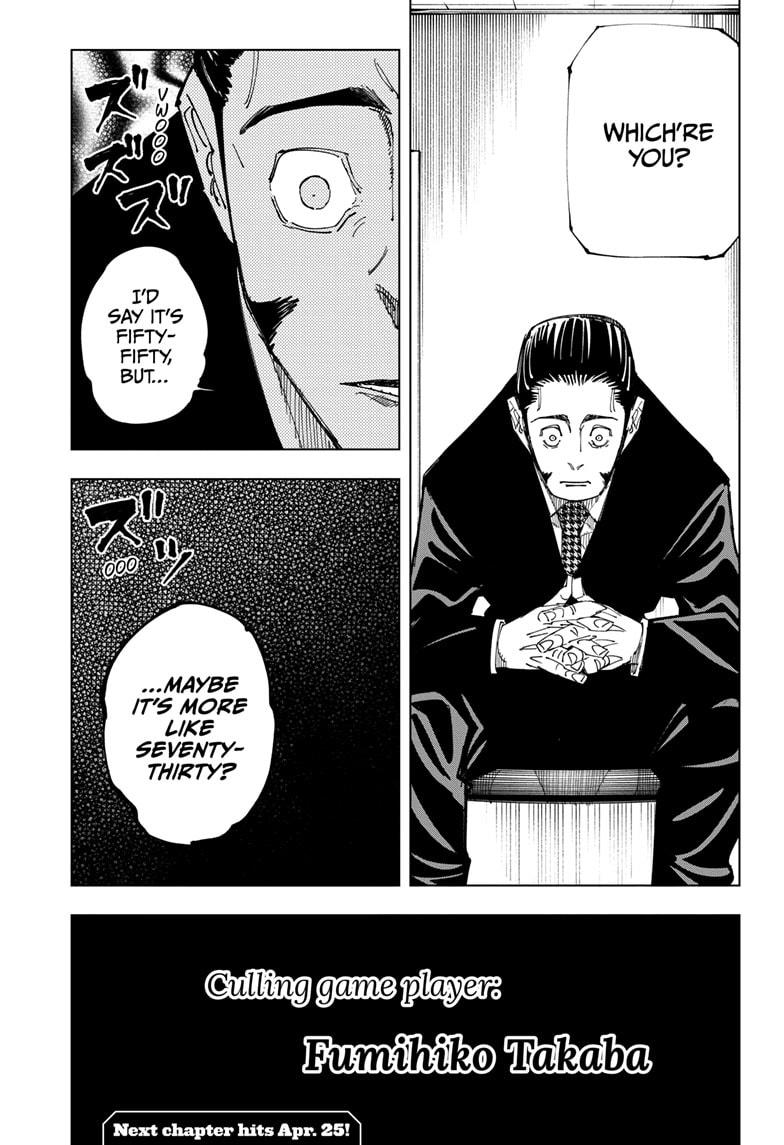 WHICH'RE
YOU?
ズズズ
VWOOO
I'D
SAY IT'S
FIFTY-
FIFTY,
BUT...
ズッ
OOO
...MAYBE
IT'S MORE
LIKE
SEVENTY-
THIRTY?
Culling game player:
Fumihiko Takaba
Next chapter hits Apr. 25!